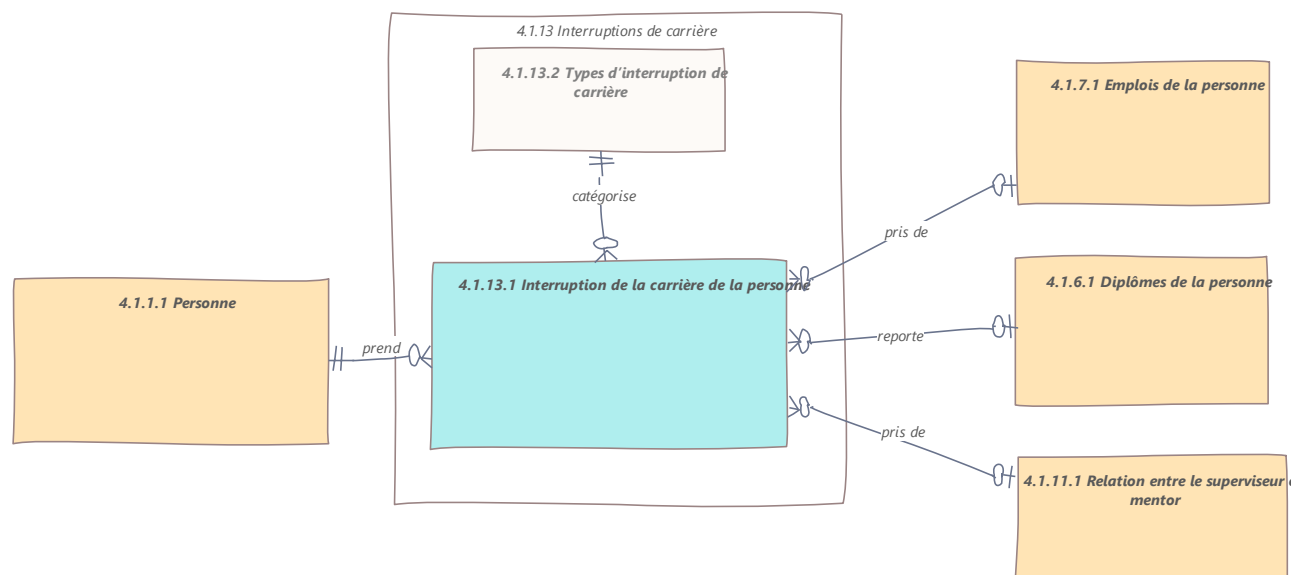 4.1.13 Interruptions de carrière
4.1.13.2 Types d'interruption de
carrière
catégorise
4.1.7.1 Emplois de la personne
pris de
4.1.13.1 Interruption de la carrière de la personne
4.1.6.1 Diplômes de la personne
4.1.1.1 Personne
prend
reporte
pris de
4.1.11.1 Relation entre le superviseur
mentor